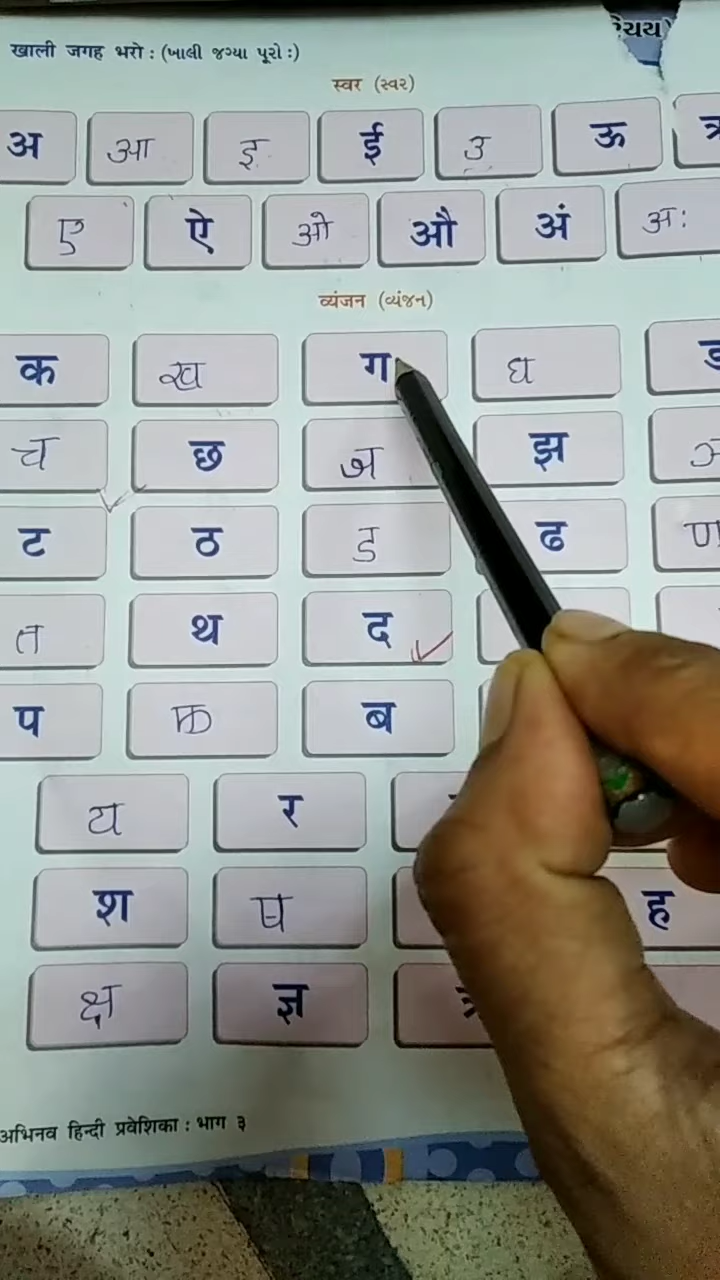 खाली जगह भरो : (ખાલી જગ્યા પૂરો :)
स्वर (સ્વર)
अ आ इ ई उ ऊ
ए ऐ ओ औ अं अः
व्यंजन (વ્યંજન)
क ख ग घ
च छ ज झ
ट ठ ड ढ ण
त थ द
प फ ब
य र
श ष ह
क्ष ज्ञ त्र
अभिनव हिन्दी प्रवेशिका : भाग ३